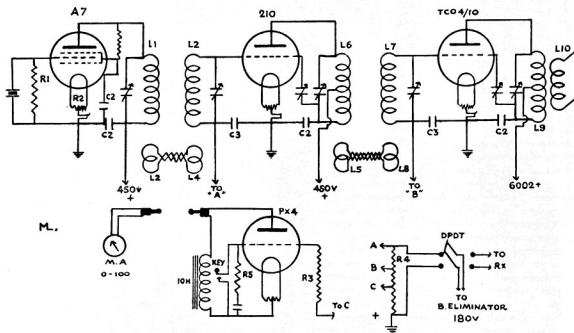 A7
210
TCO4/10
L1
L2
L6
L7
L10
R1
R2
C2
C2
C3
C2
C3
C2
L9
L2
L4
L5
L8
450v
+
TO
"A"
450V
+
TO
"B"
600Z+
M.
PX4
M.A
0-100
10H
KEY
R5
R3
To C
A
B
C
+
R4
DPDT
TO
RX
TO
B. ELIMINATOR
180V